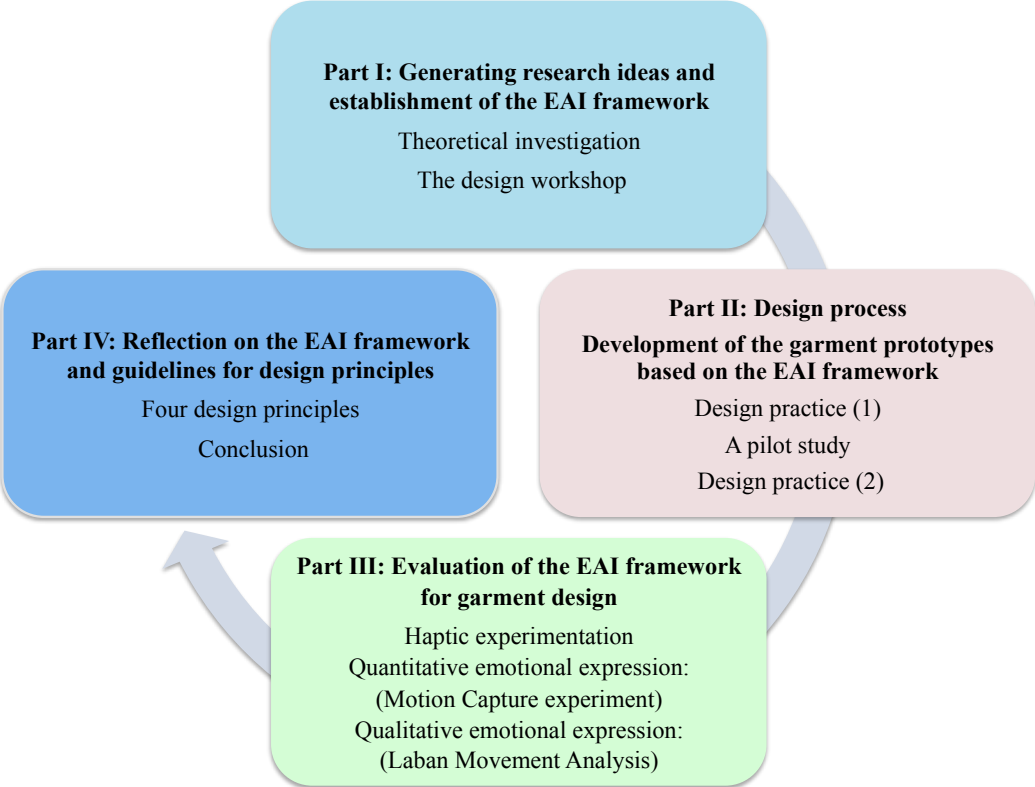 Part I: Generating research ideas and
establishment of the EAI framework
Theoretical investigation
The design workshop
Part II: Design process
Development of the garment prototypes
based on the EAI framework
Design practice (1)
A pilot study
Design practice (2)
Part III: Evaluation of the EAI framework
for garment design
Haptic experimentation
Quantitative emotional expression:
(Motion Capture experiment)
Qualitative emotional expression:
(Laban Movement Analysis)
Part IV: Reflection on the EAI framework
and guidelines for design principles
Four design principles
Conclusion